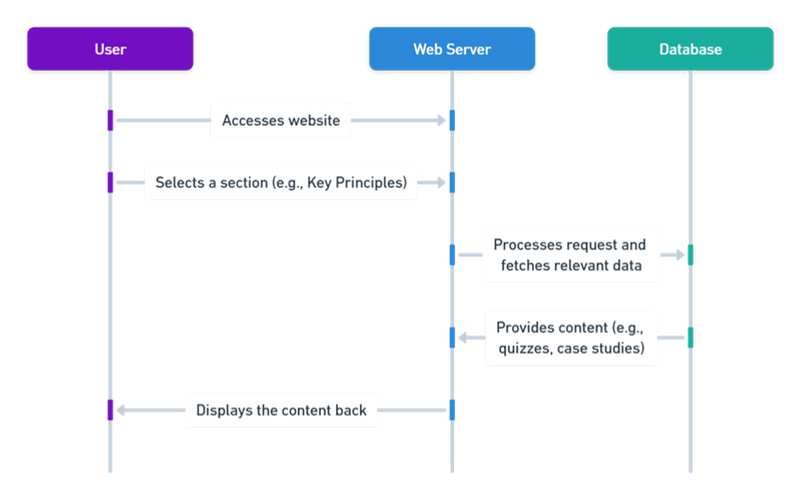 User
Web Server
Database
Accesses website
Selects a section (e.g., Key Principles)
Processes request and
fetches relevant data
Provides content (e.g.,
quizzes, case studies)
Displays the content back